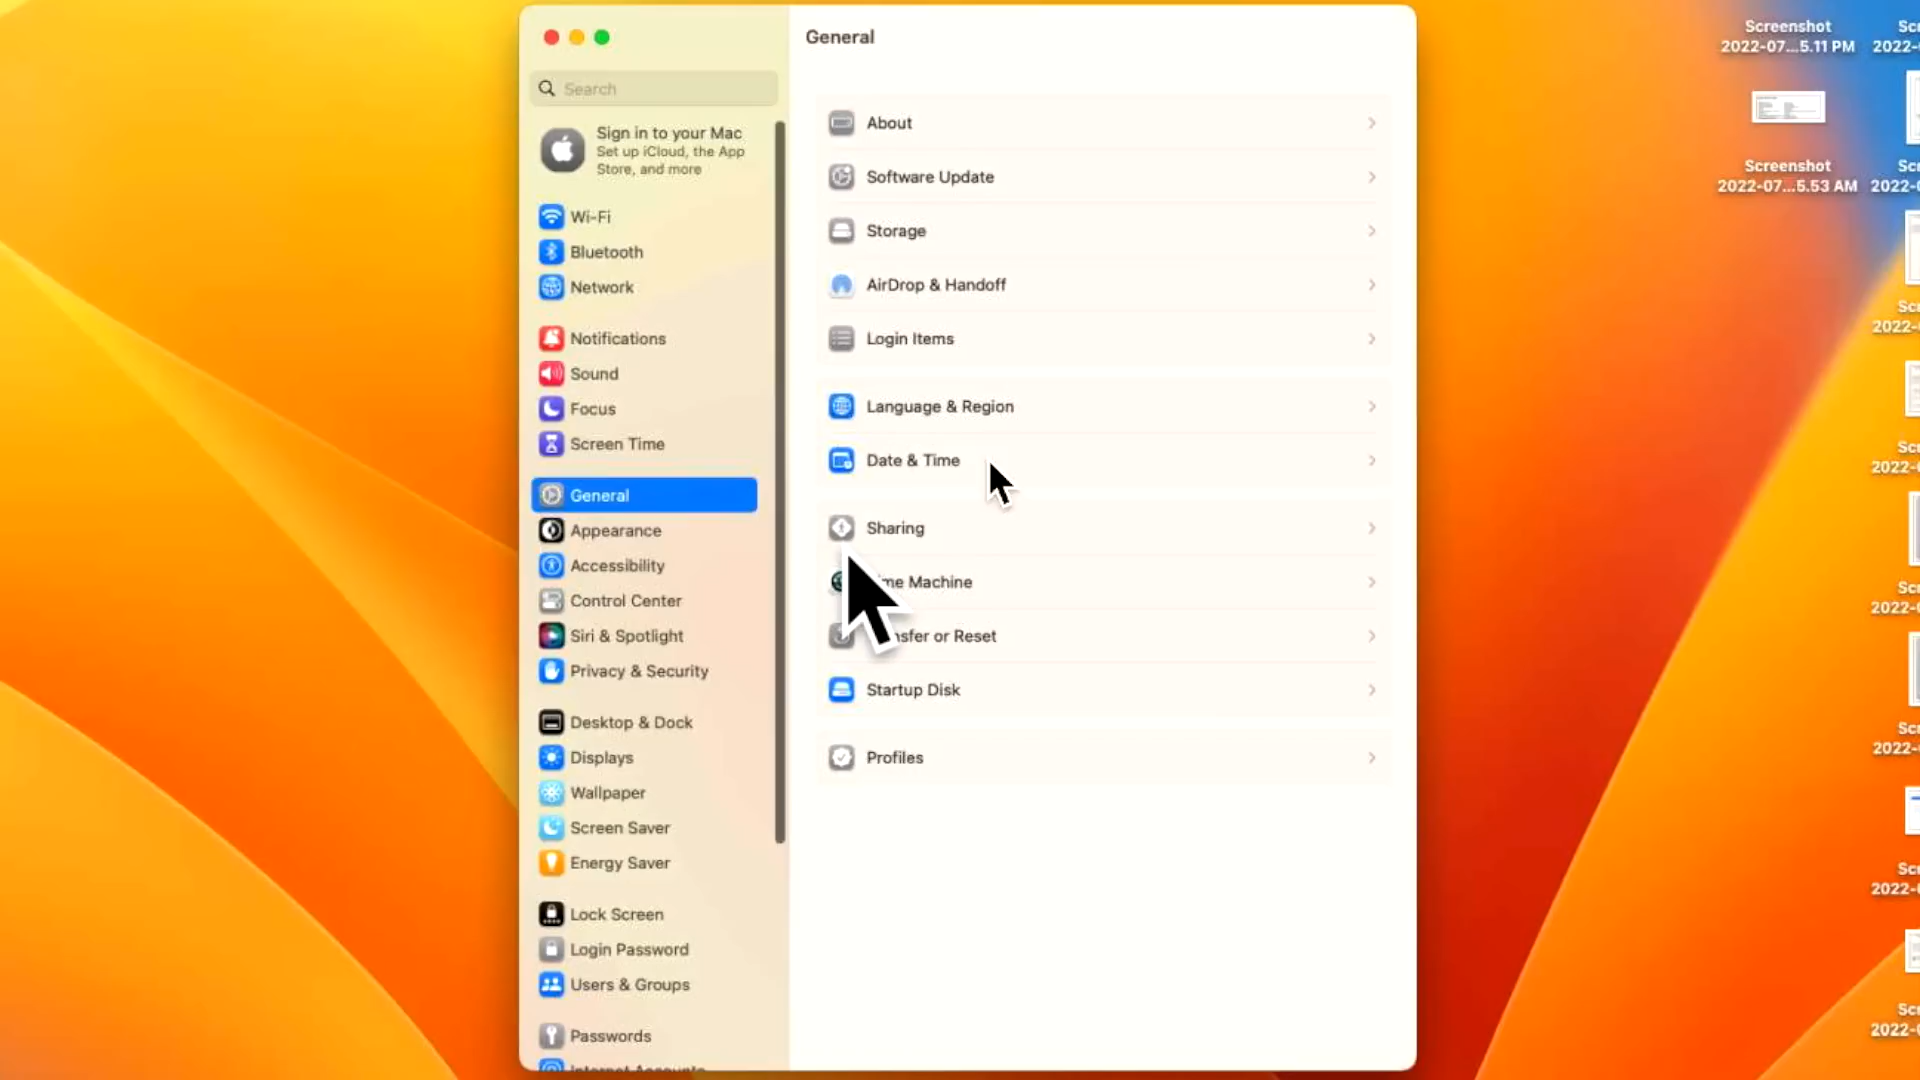 General
Search
Sign in to your Mac
Set up iCloud, the App
Store, and more
Wi-Fi
Bluetooth
Network
Notifications
Sound
Focus
Screen Time
General
Appearance
Accessibility
Control Center
Siri & Spotlight
Privacy & Security
Desktop & Dock
Displays
Wallpaper
Screen Saver
Energy Saver
Lock Screen
Login Password
Users & Groups
Passwords
About
Software Update
Storage
AirDrop & Handoff
Login Items
Language & Region
Date & Time
Sharing
Machine
or Reset
Startup Disk
Profiles
Screenshot
2022-07...5.11 PM
Screenshot
2022-07...5.53 AM